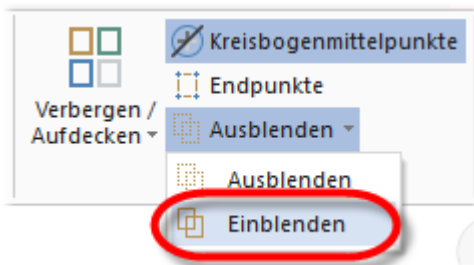 Kreisbogenmittelpunkte
Endpunkte
Verbergen /
Aufdecken
Ausblenden
Ausblenden
Einblenden